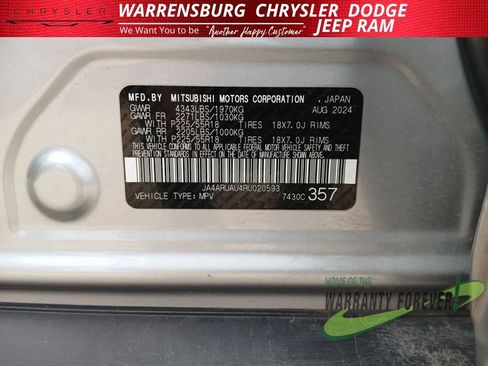 CHRYSLER
WARRENSBURG CHRYSLER DODGE
JEEP RAM
We Want You to be "Another Happy Customer"
MFD.BY MITSUBISHI MOTORS CORPORATION , JAPAN
GVWR 4343LBS/1970KG AUG 2024
GAWR FR 2271LBS/1030KG
WITH P225/55R18 TIRES 18X7.0J RIMS
GAWR RR 2205LBS/1000KG
WITH P225/55R18 TIRES 18X7.0J RIMS
THIS VEHICLE CONFORMS TO ALL APPLICABLE
FEDERAL MOTOR VEHICLE SAFETY AND THEFT
PREVENTION STANDARDS IN EFFECT ON THE DATE OF
MANUFACTURE SHOWN ABOVE.
JA4ARUAU4RU020593
VEHICLE TYPE: MPV 7430C 357
HOME OF THE
WARRANTY FOREVER